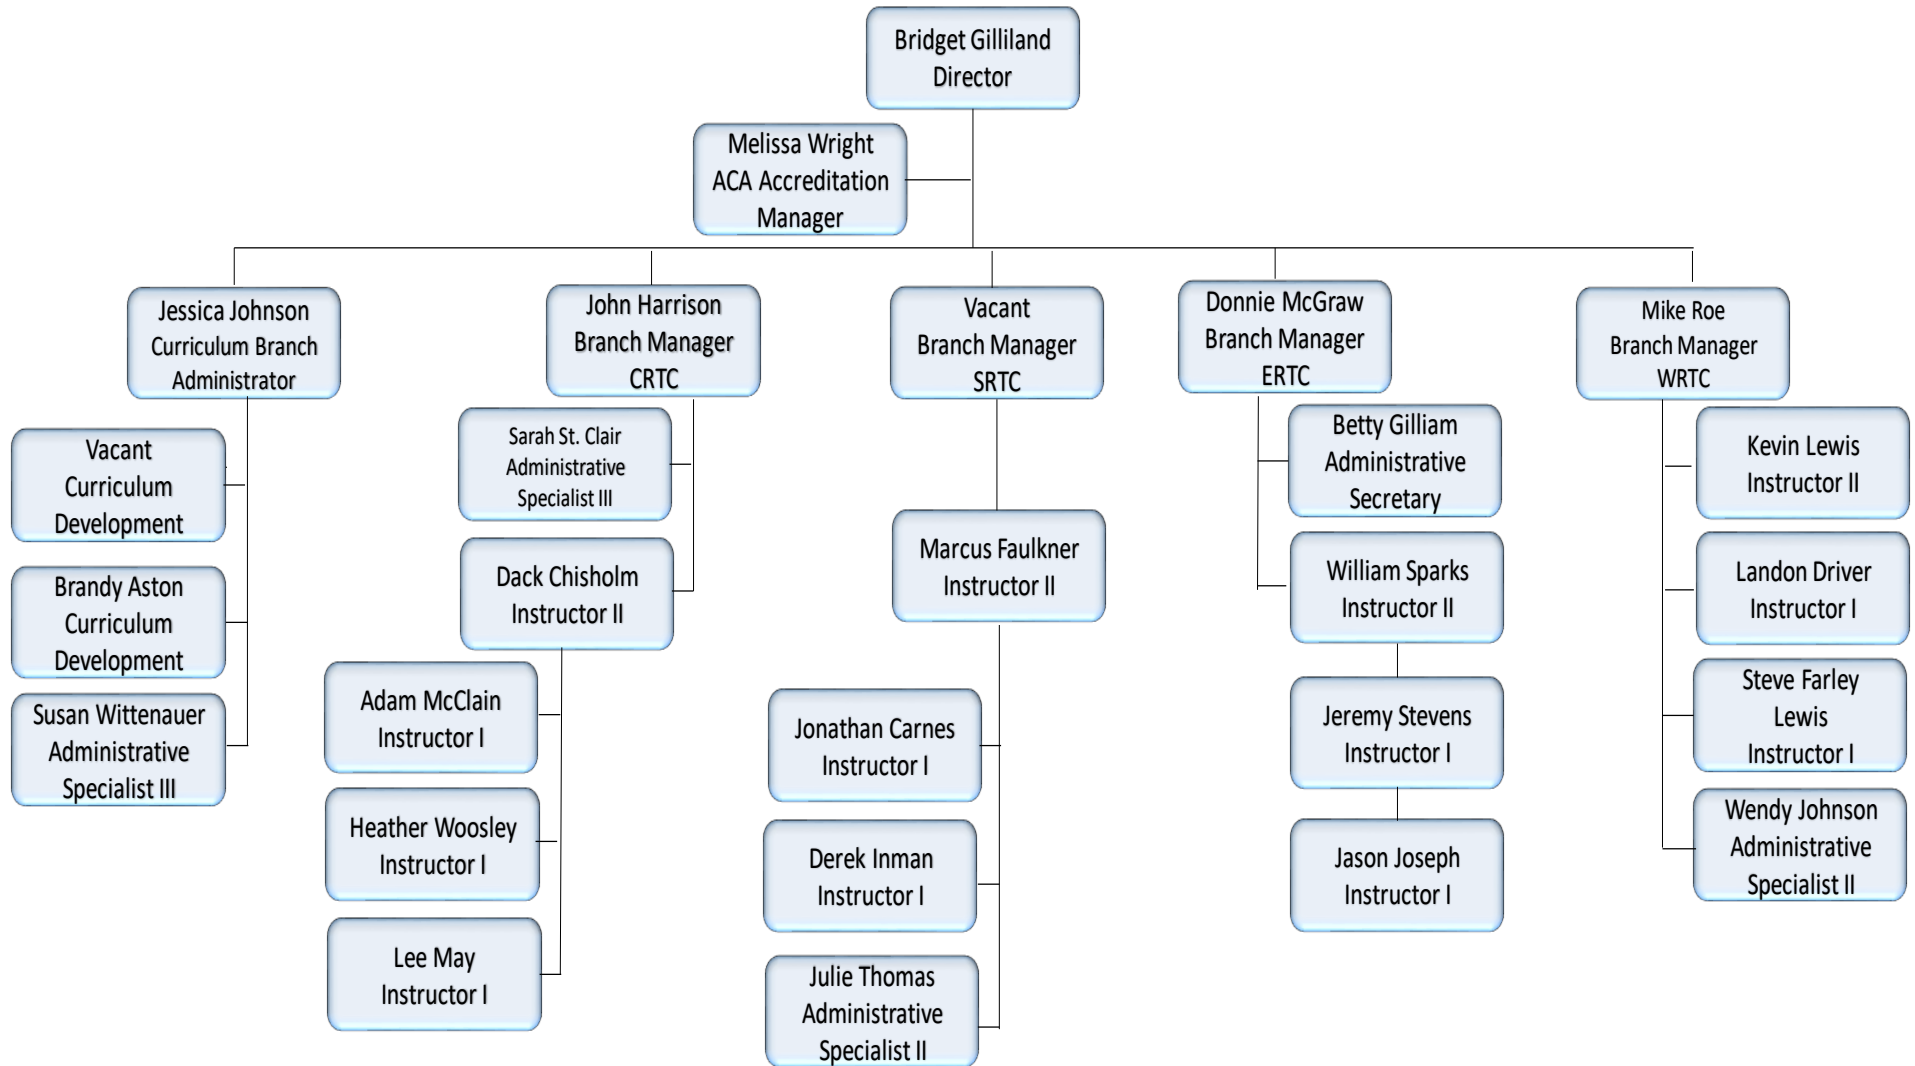 Bridget Gilliland
Director
Melissa Wright
ACA Accreditation
Manager
Jessica Johnson
Curriculum Branch
Administrator
John Harrison
Branch Manager
CRTC
Vacant
Branch Manager
SRTC
Donnie McGraw
Branch Manager
ERTC
Mike Roe
Branch Manager
WRTC
Vacant
Curriculum
Development
Brandy Aston
Curriculum
Development
Susan Wittenauer
Administrative
Specialist III
Sarah St. Clair
Administrative
Specialist III
Dack Chisholm
Instructor II
Adam McClain
Instructor I
Heather Woosley
Instructor I
Lee May
Instructor I
Marcus Faulkner
Instructor II
Jonathan Carnes
Instructor I
Derek Inman
Instructor I
Julie Thomas
Administrative
Specialist II
Betty Gilliam
Administrative
Secretary
William Sparks
Instructor II
Jeremy Stevens
Instructor I
Jason Joseph
Instructor I
Kevin Lewis
Instructor II
Landon Driver
Instructor I
Steve Farley
Lewis
Instructor I
Wendy Johnson
Administrative
Specialist II